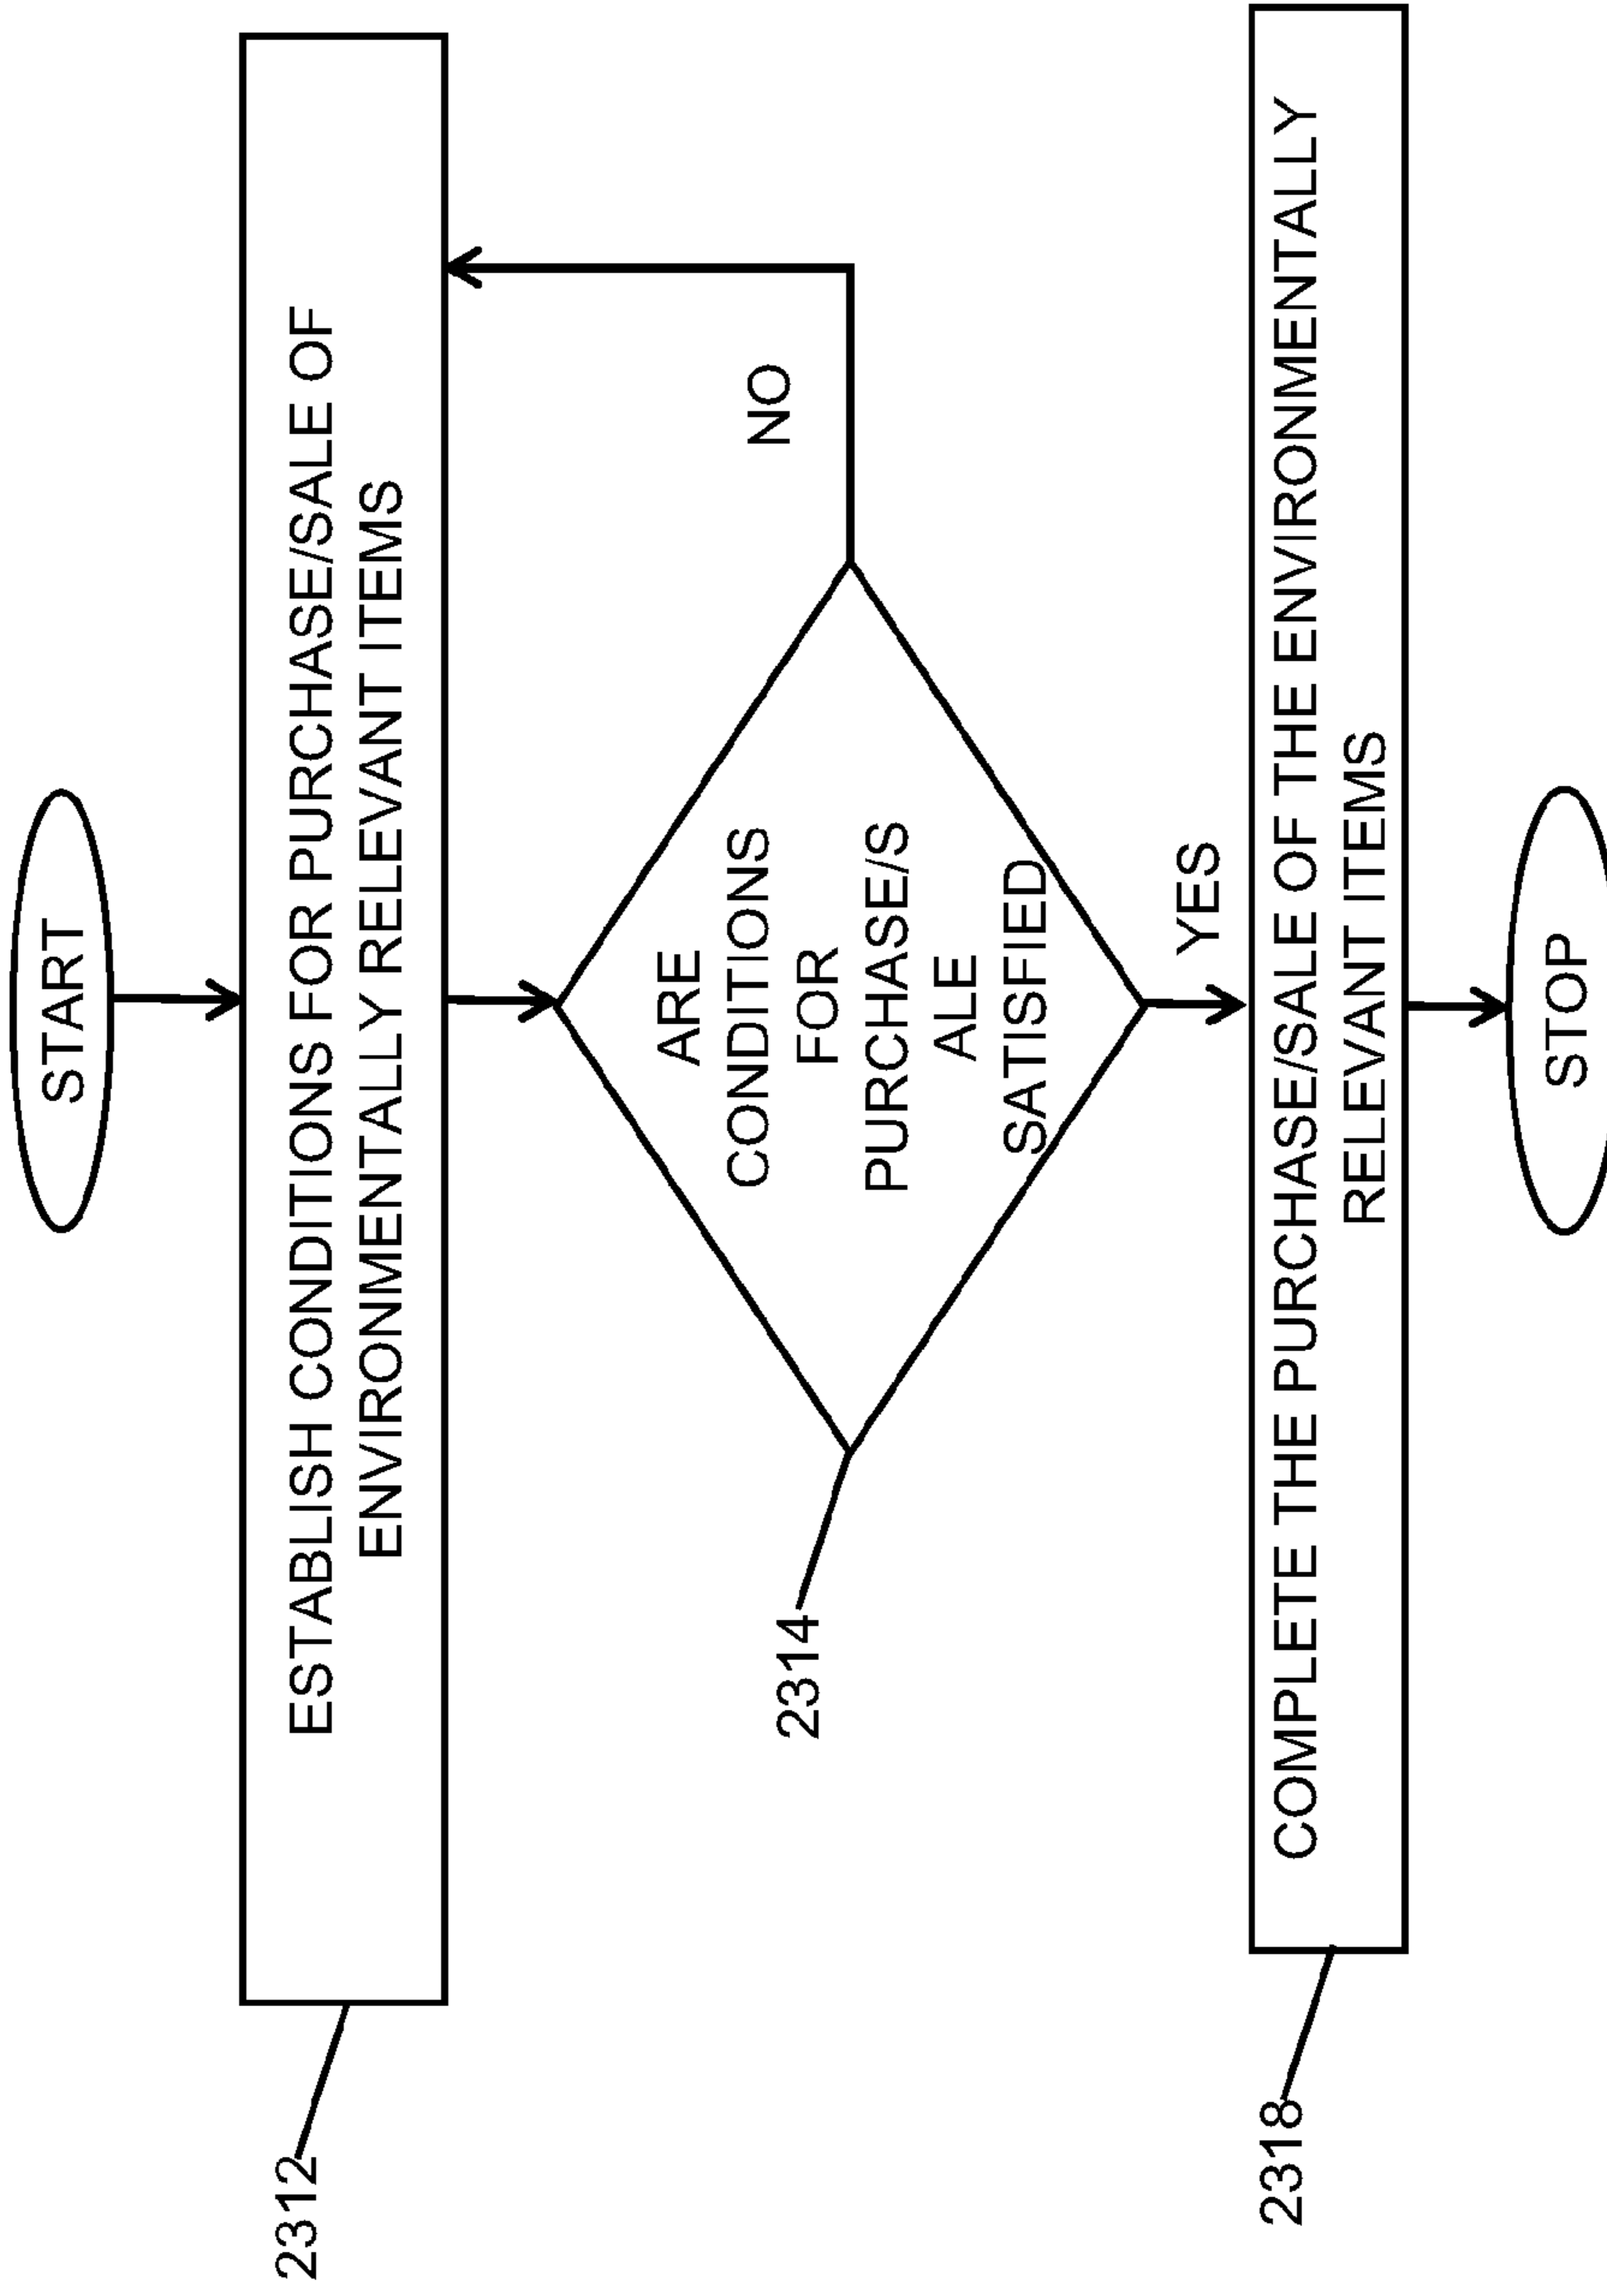 START
2312
ESTABLISH CONDITIONS FOR PURCHASE/SALE OF
ENVIRONMENTALLY RELEVANT ITEMS
2314
ARE
CONDITIONS
FOR
PURCHASE/S
ALE
SATISFIED
NO
YES
2318
COMPLETE THE PURCHASE/SALE OF THE ENVIRONMENTALLY
RELEVANT ITEMS
STOP